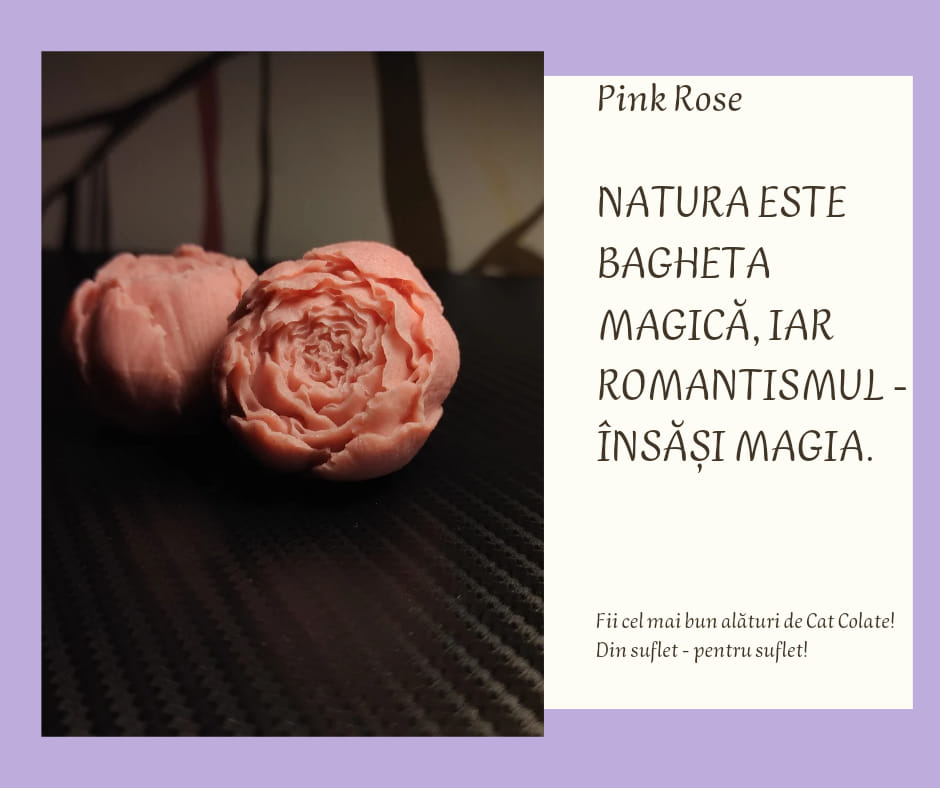 Pink Rose
NATURA ESTE
BAGHETA
MAGICĂ, IAR
ROMANTISMUL -
ÎNSĂȘI MAGIA.
Fii cel mai bun alături de Cat Colate!
Din suflet - pentru suflet!